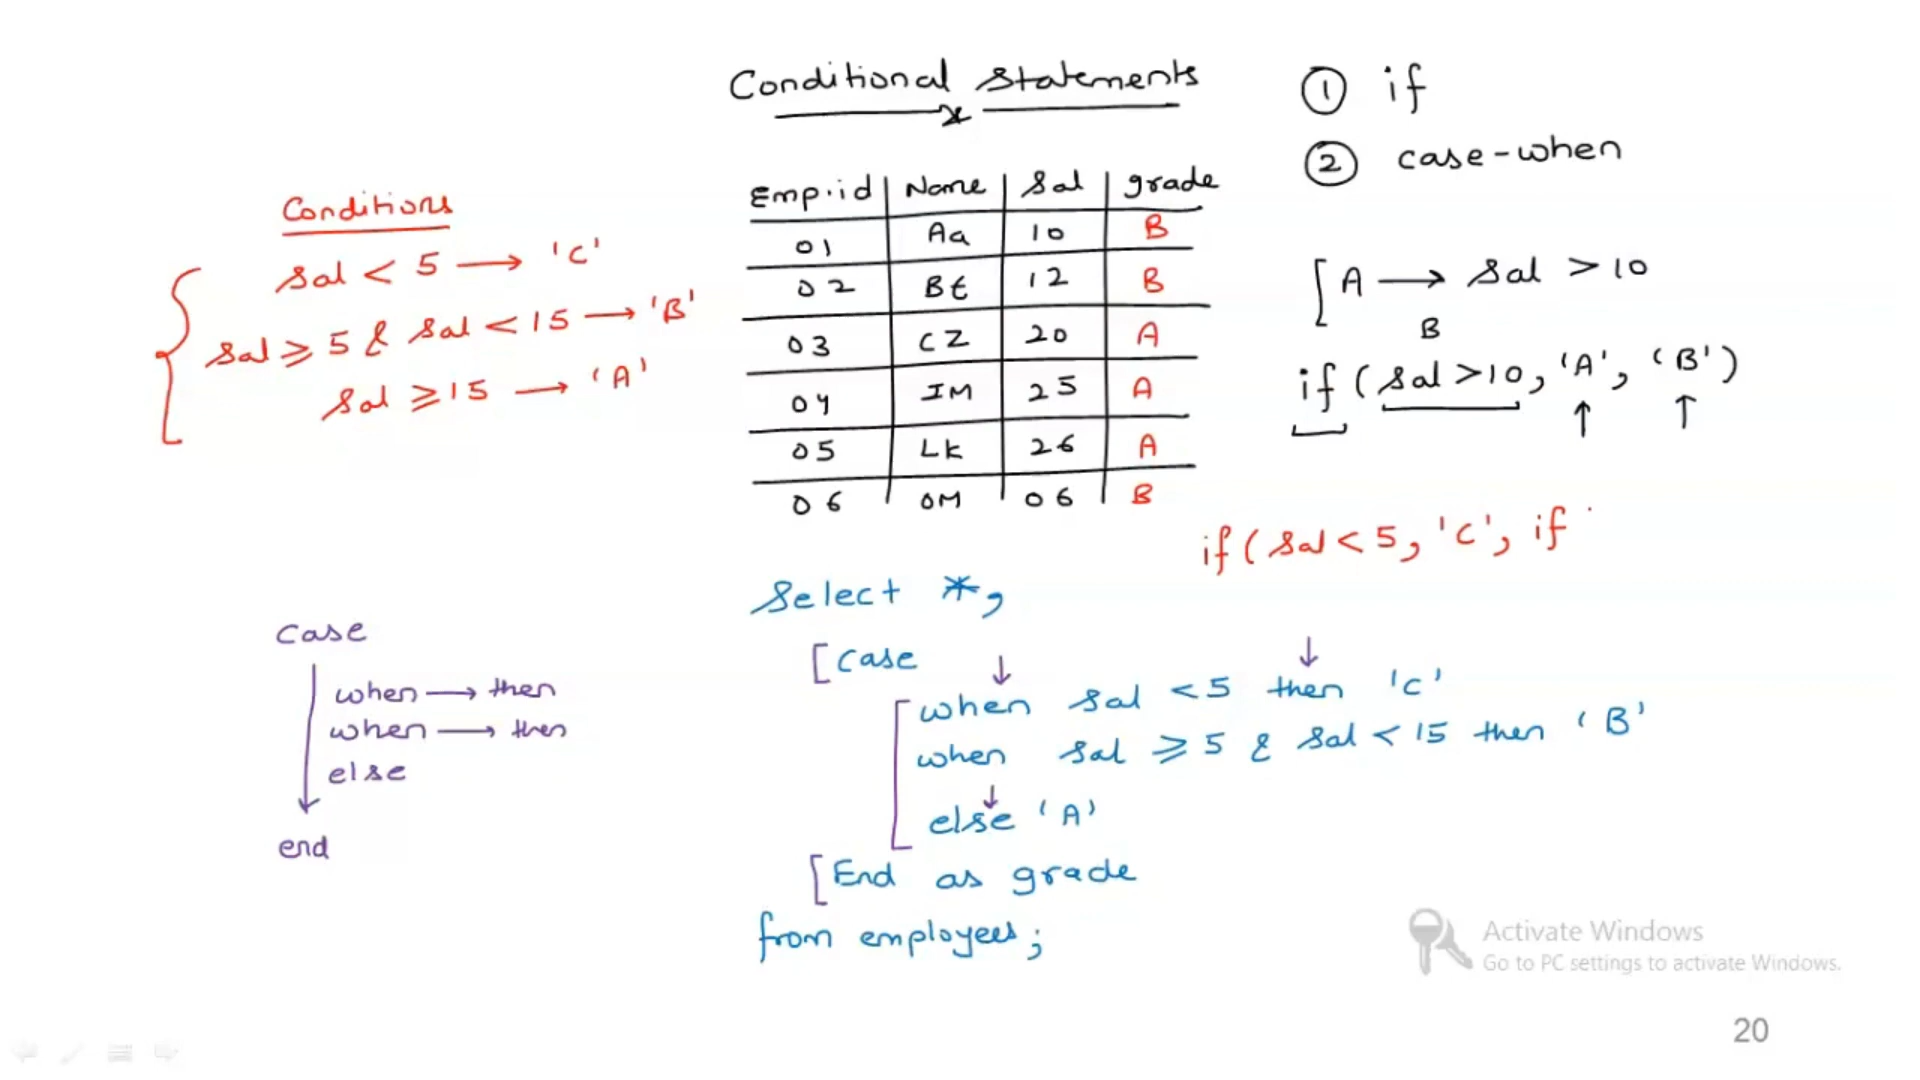 Conditional Statements
① if
② case-when
Conditions
Sal < 5 → 'C'
Sal ≥ 5 & Sal < 15 → 'B'
Sal ≥ 15 → 'A'
Emp.id Name Sal grade
01 Aa 10 B
02 Bt 12 B
03 CZ 20 A
04 IM 25 A
05 LK 26 A
06 OM 06 B
[A → Sal > 10
B
if (Sal > 10, 'A', 'B')
if (Sal < 5, 'C', if
Case
when → then
when → then
else
end
Select *,
[Case
when Sal < 5 then 'C'
when Sal ≥ 5 & Sal < 15 then 'B'
else 'A'
[End as grade
from employees;
Activate Windows
Go to PC settings to activate Windows.
20